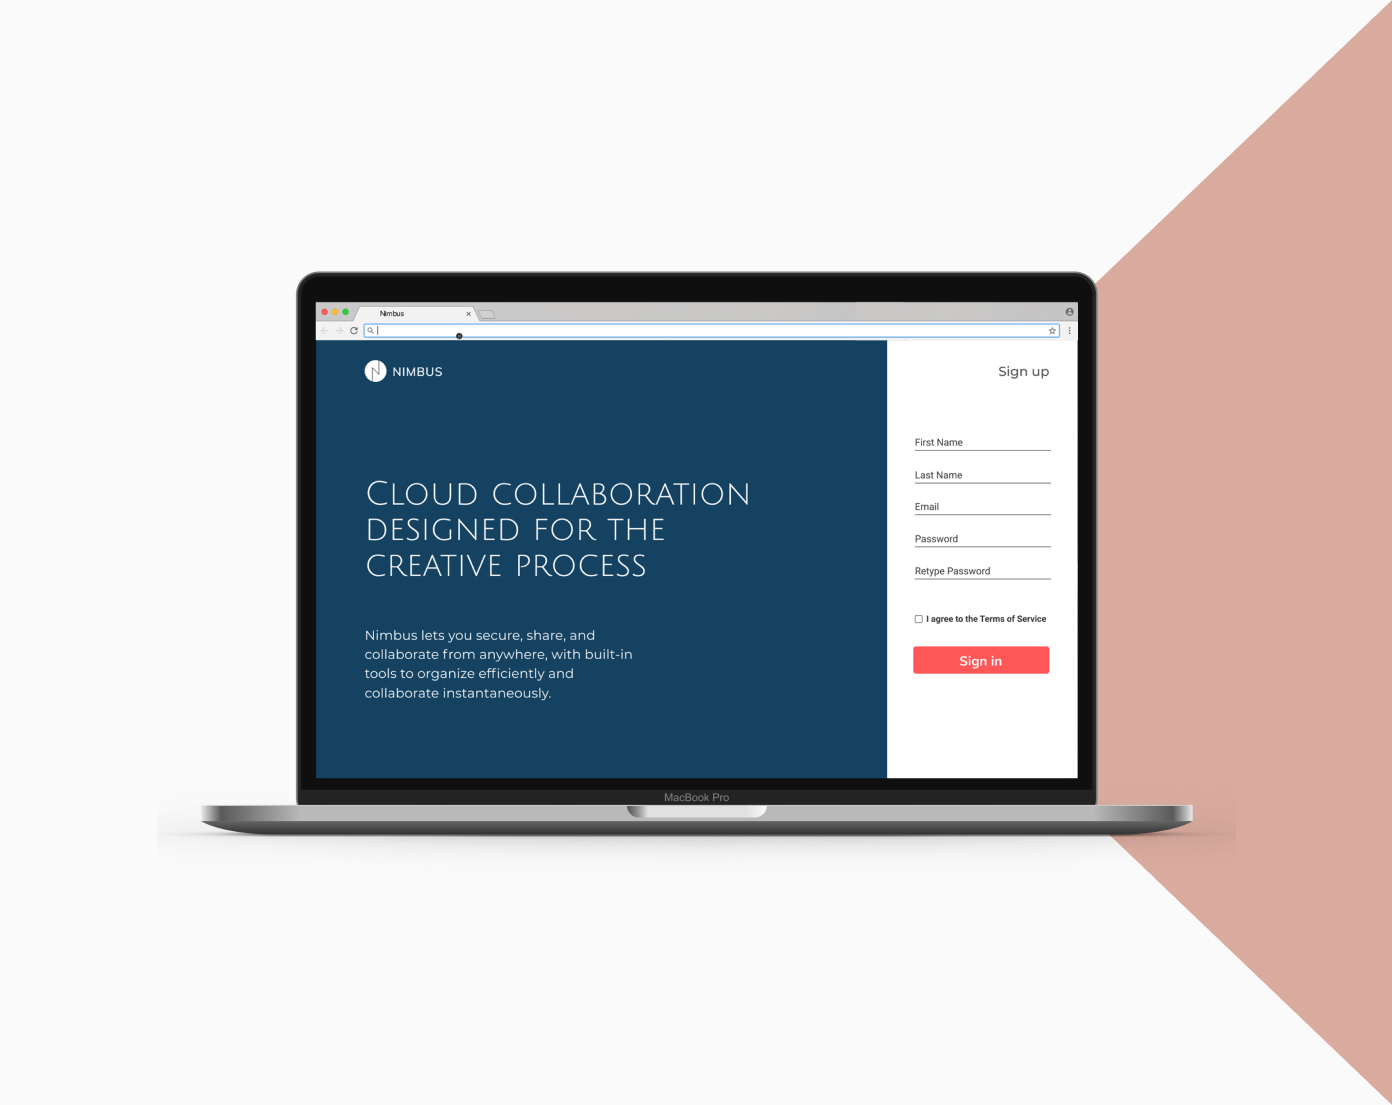 Nimbus
NIMBUS
Sign up
Cloud collaboration
designed for the
creative process
Nimbus lets you secure, share, and
collaborate from anywhere, with built-in
tools to organize efficiently and
collaborate instantaneously.
First Name
Last Name
Email
Password
Retype Password
I agree to the Terms of Service
Sign in
MacBook Pro